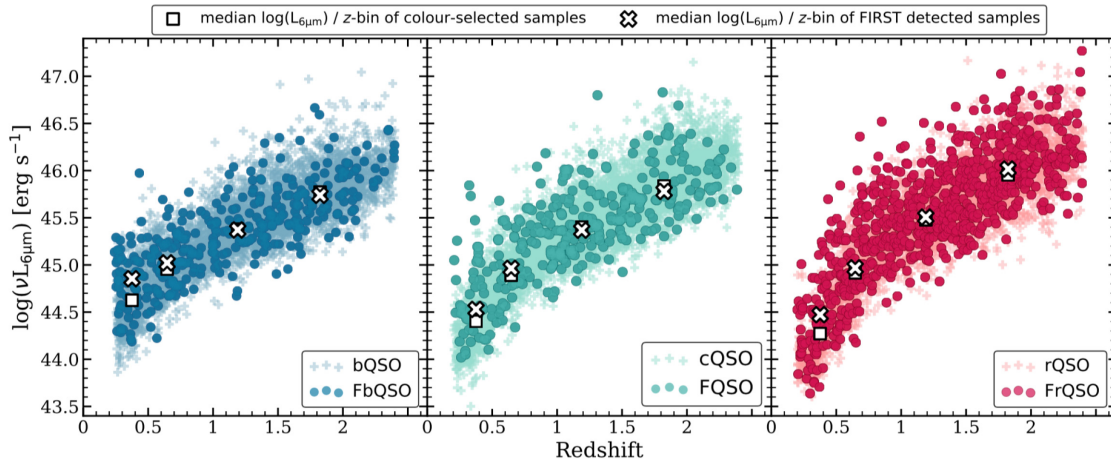 median log(L6μm) / z-bin of colour-selected samples
median log(L6μm) / z-bin of FIRST detected samples
log(νL6μm) [erg s−1]
47.0
46.5
46.0
45.5
45.0
44.5
44.0
43.5
bQSO
FbQSO
cQSO
FQSO
rQSO
FrQSO
0 0.5 1 1.5 2 0 0.5 1 1.5 2 0 0.5 1 1.5 2
Redshift